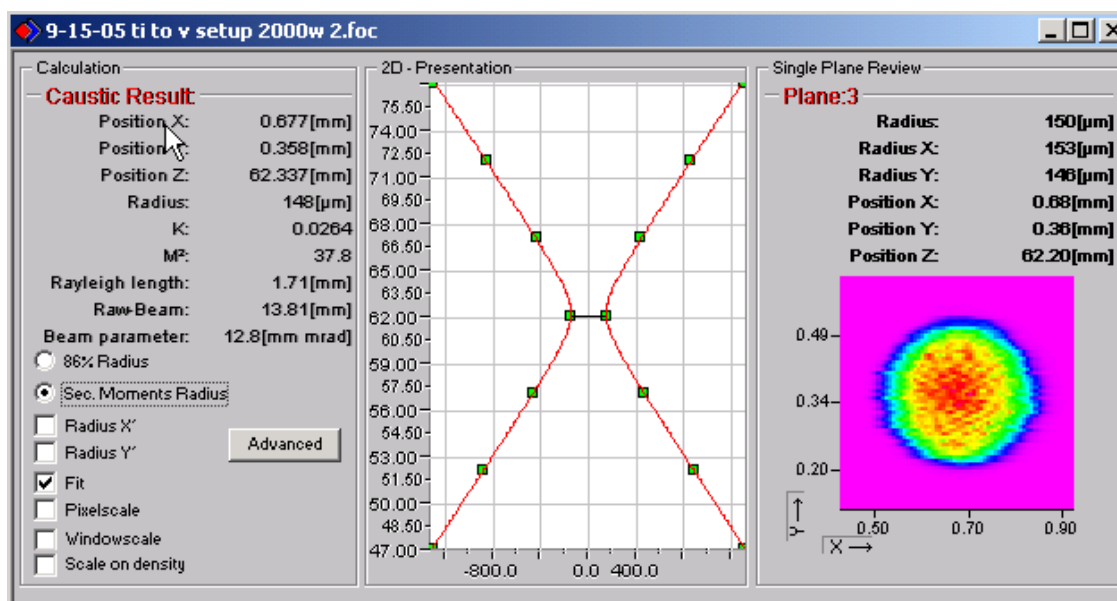 9-15-05 ti to v setup 2000w 2.foc
Calculation
Caustic Result:
Position X: 0.677[mm]
Position 0.358[mm]
Position Z: 62.337[mm]
Radius: 148[µm]
K: 0.0264
M²: 37.8
Rayleigh length: 1.71[mm]
Raw-Beam: 13.81[mm]
Beam parameter: 12.8[mm mrad]
86% Radius
Sec. Moments Radius
Radius X´
Radius Y´
Advanced
Fit
Pixelscale
Windowscale
Scale on density
2D - Presentation
75.50
74.00
72.50
71.00
69.50
68.00
66.50
65.00
63.50
62.00
60.50
59.00
57.50
56.00
54.50
53.00
51.50
50.00
48.50
47.00
-800.0 0.0 400.0
Single Plane Review
Plane:3
Radius: 150[µm]
Radius X: 153[µm]
Radius Y: 146[µm]
Position X: 0.68[mm]
Position Y: 0.36[mm]
Position Z: 62.20[mm]
0.49
0.34
0.20
0.50 0.70 0.90
Y →
X →